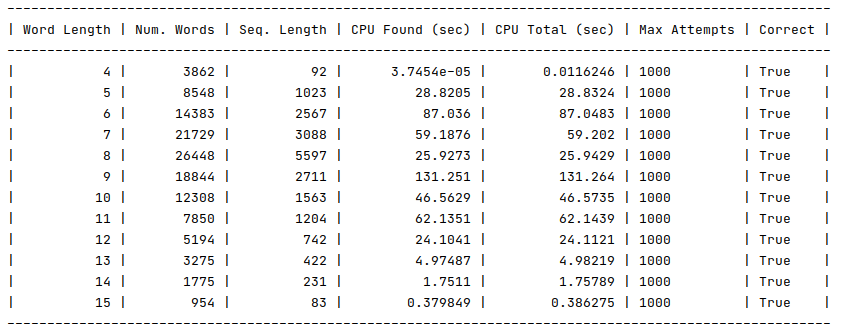 -------------------------------------------------------------------------------------------------------
| Word Length | Num. Words | Seq. Length | CPU Found (sec) | CPU Total (sec) | Max Attempts | Correct |
-------------------------------------------------------------------------------------------------------
|           4 |       3862 |          92 |      3.7454e-05 |       0.0116246 | 1000         | True    |
|           5 |       8548 |        1023 |         28.8205 |         28.8324 | 1000         | True    |
|           6 |      14383 |        2567 |          87.036 |         87.0483 | 1000         | True    |
|           7 |      21729 |        3088 |         59.1876 |          59.202 | 1000         | True    |
|           8 |      26448 |        5597 |         25.9273 |         25.9429 | 1000         | True    |
|           9 |      18844 |        2711 |         131.251 |         131.264 | 1000         | True    |
|          10 |      12308 |        1563 |         46.5629 |         46.5735 | 1000         | True    |
|          11 |       7850 |        1204 |         62.1351 |         62.1439 | 1000         | True    |
|          12 |       5194 |         742 |         24.1041 |         24.1121 | 1000         | True    |
|          13 |       3275 |         422 |         4.97487 |         4.98219 | 1000         | True    |
|          14 |       1775 |         231 |          1.7511 |         1.75789 | 1000         | True    |
|          15 |        954 |          83 |        0.379849 |        0.386275 | 1000         | True    |
-------------------------------------------------------------------------------------------------------